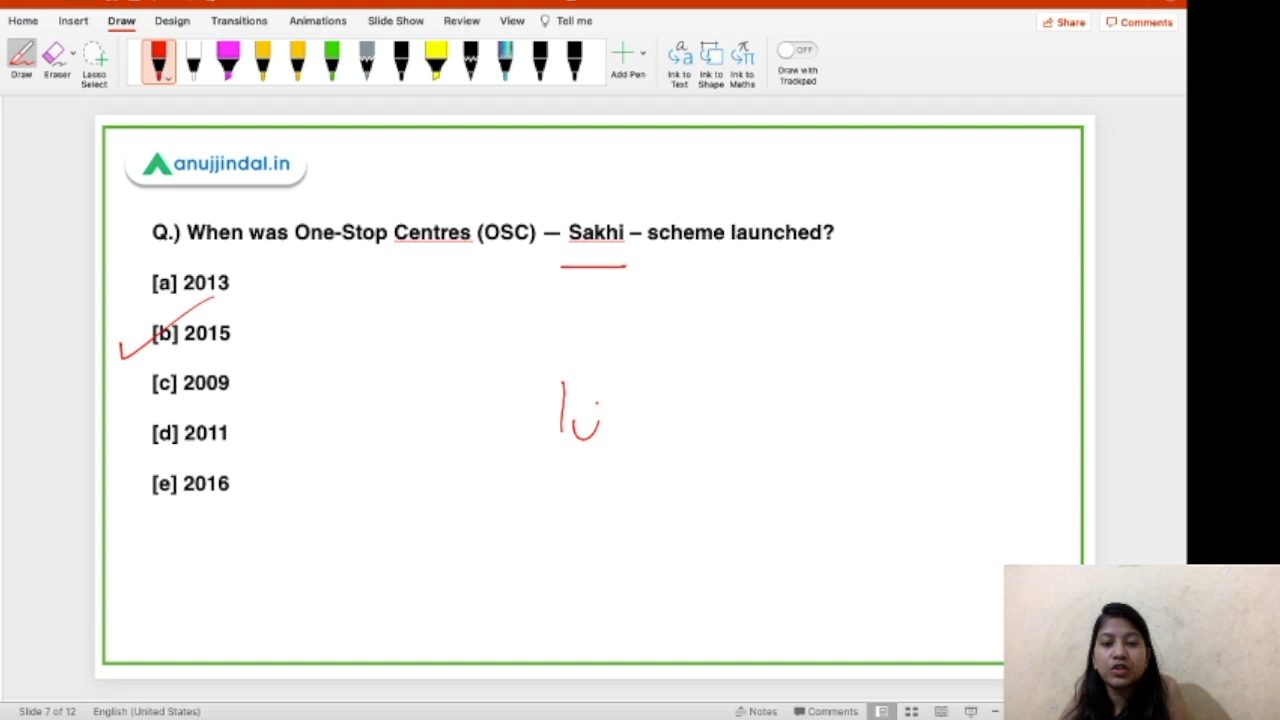 Home Insert Draw Design Transitions Animations Slide Show Review View Tell me Share Comments
OFF
Draw Eraser Lasso Select Add Pen Ink to Text Ink to Shape Ink to Maths Draw with Trackpad
anujjindal.in
Q.) When was One-Stop Centres (OSC) — Sakhi – scheme launched?
[a] 2013
[b] 2015
[c] 2009
[d] 2011
[e] 2016
Slide 7 of 12 English (United States) Notes Comments